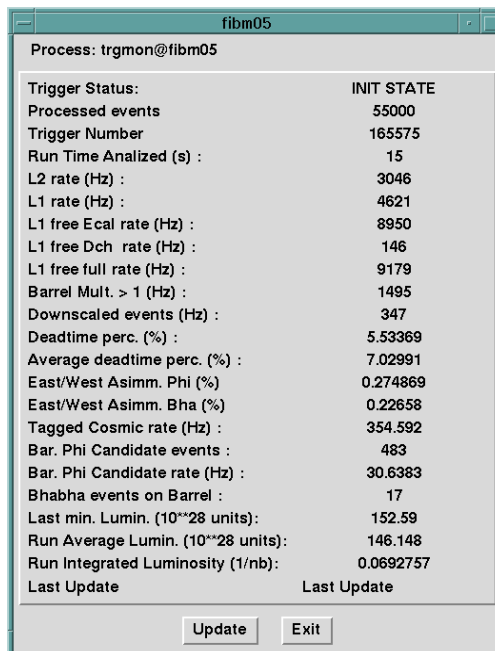 fibm05
Process: trgmon@fibm05
Trigger Status: INIT STATE
Processed events 55000
Trigger Number 165575
Run Time Analized (s) : 15
L2 rate (Hz) : 3046
L1 rate (Hz) : 4621
L1 free Ecal rate (Hz) : 8950
L1 free Dch rate (Hz) : 146
L1 free full rate (Hz) : 9179
Barrel Mult. > 1 (Hz) : 1495
Downscaled events (Hz) : 347
Deadtime perc. (%) : 5.53369
Average deadtime perc. (%) : 7.02991
East/West Asimm. Phi (%) 0.274869
East/West Asimm. Bha (%) 0.22658
Tagged Cosmic rate (Hz) : 354.592
Bar. Phi Candidate events : 483
Bar. Phi Candidate rate (Hz) : 30.6383
Bhabha events on Barrel : 17
Last min. Lumin. (10**28 units): 152.59
Run Average Lumin. (10**28 units): 146.148
Run Integrated Luminosity (1/nb): 0.0692757
Last Update Last Update
Update Exit